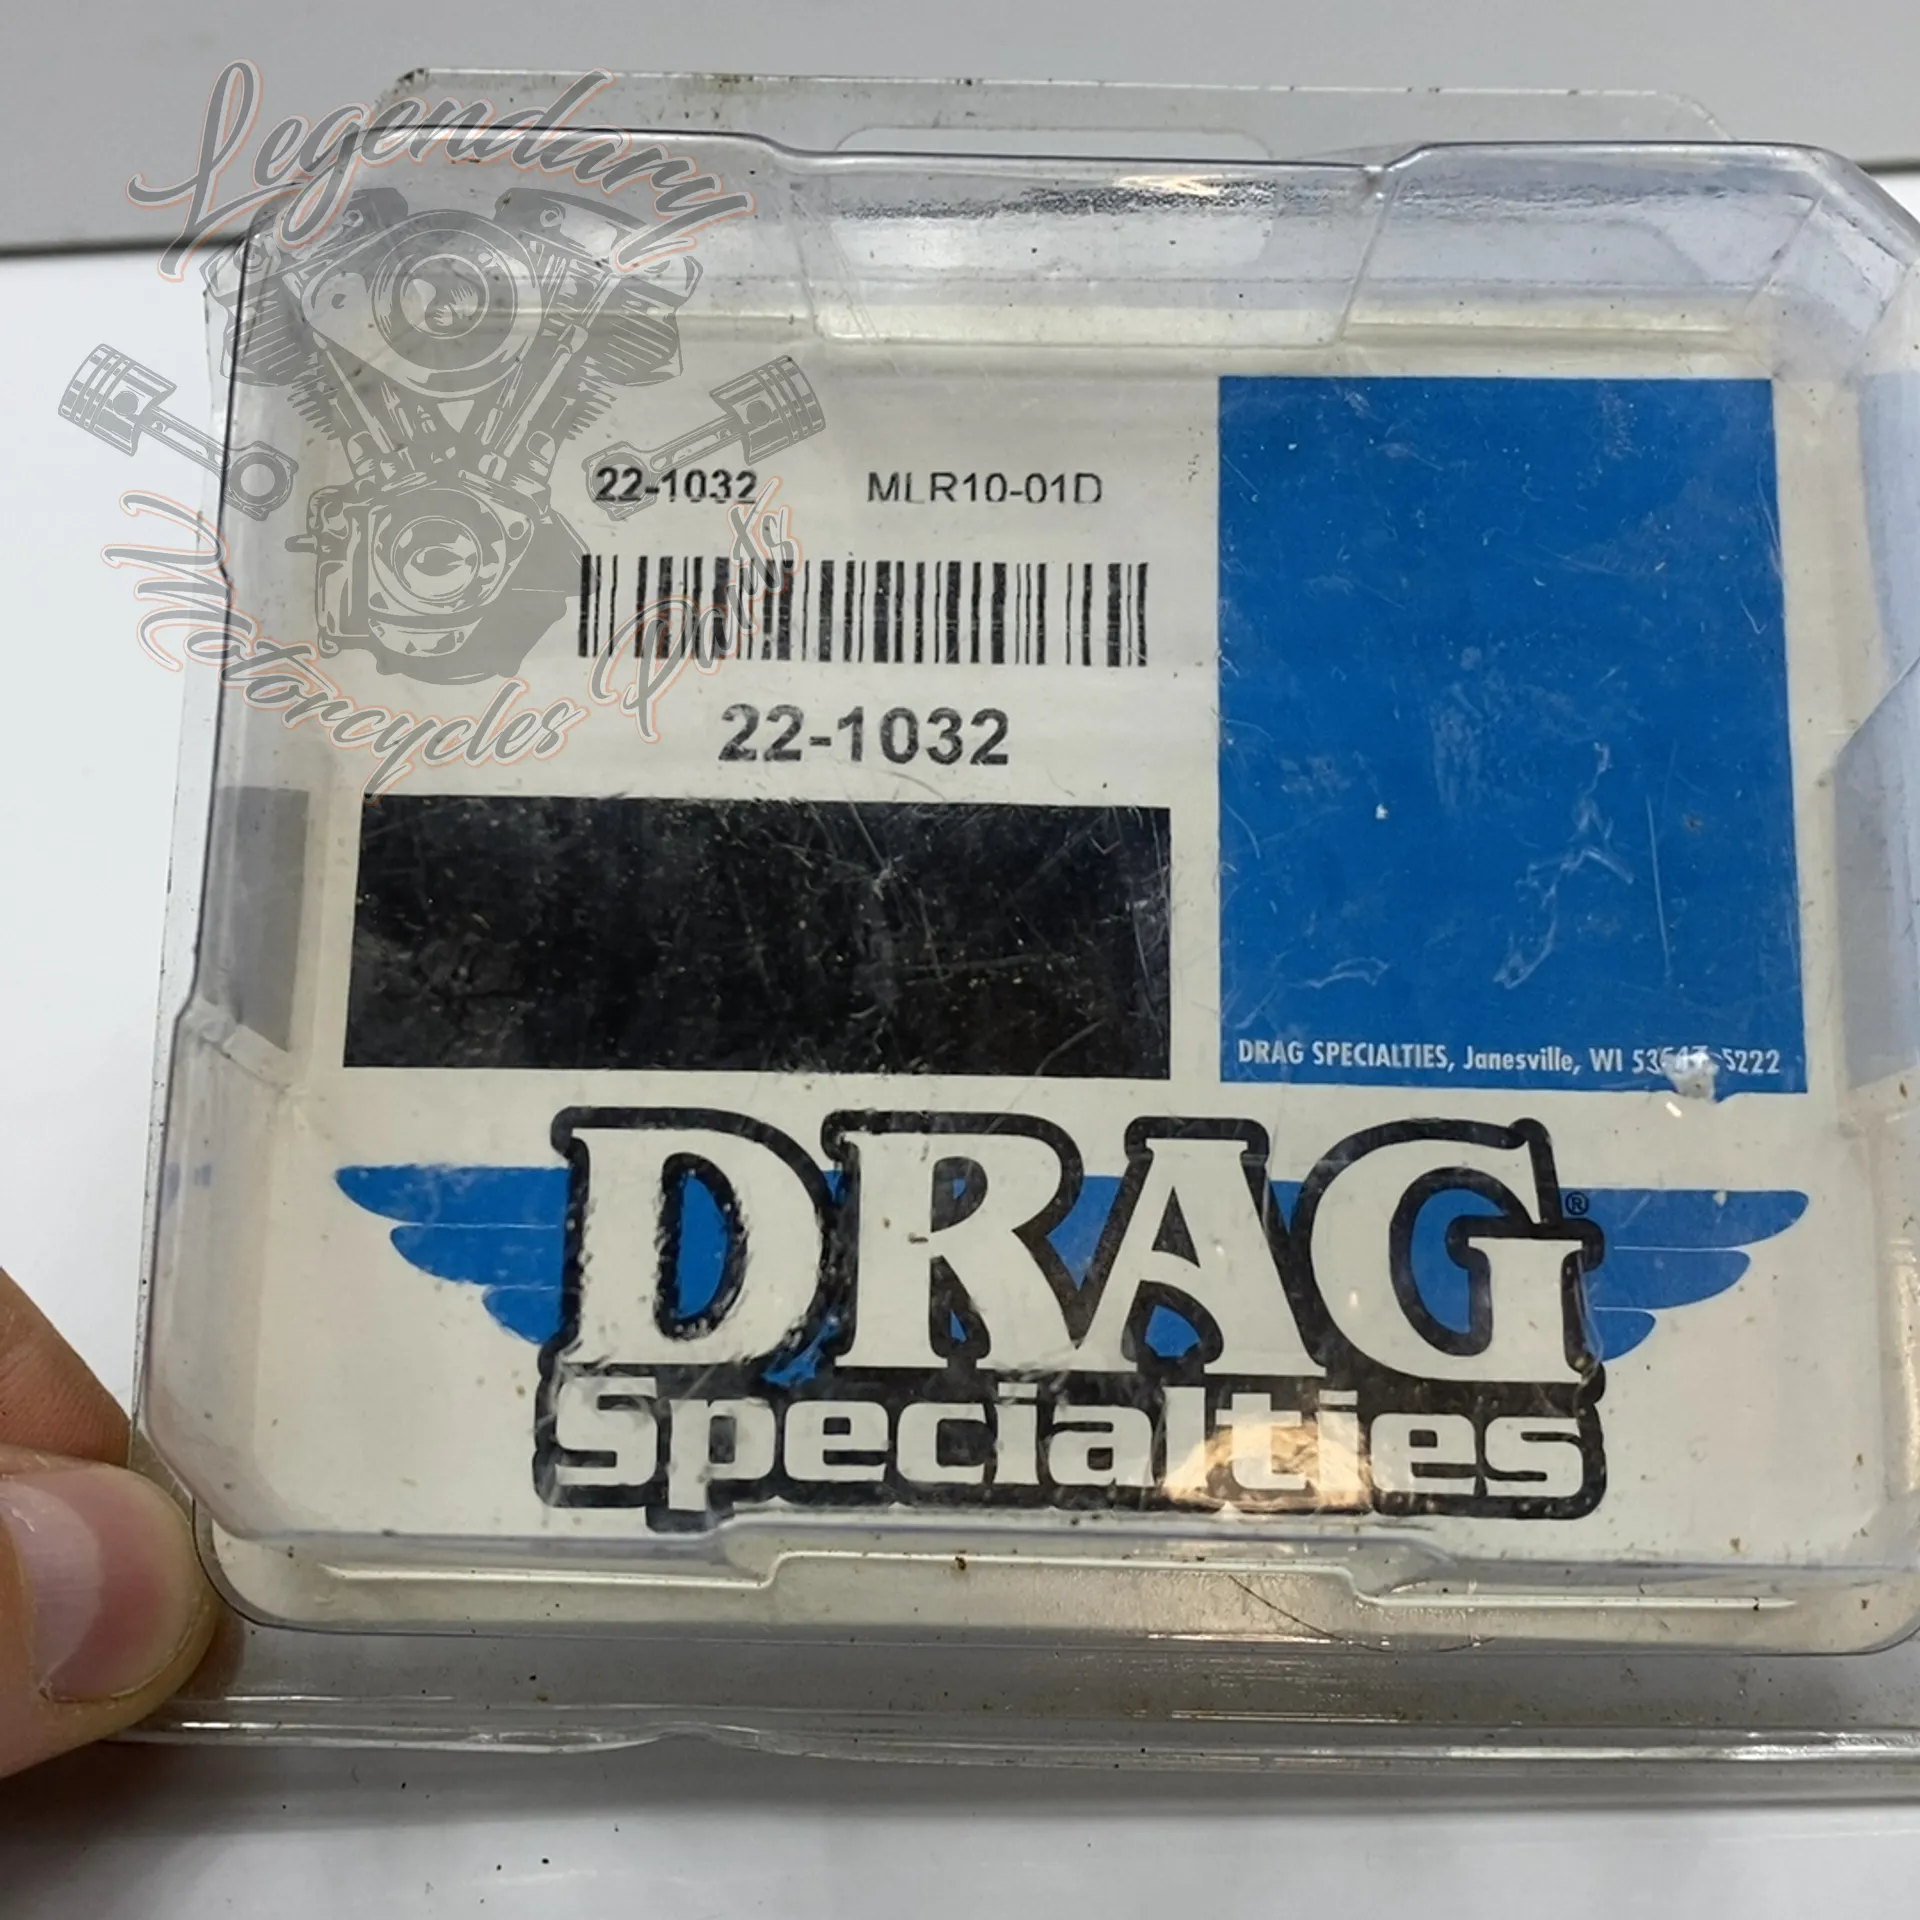 Legendary
Motorcycles Parts
22-1032 MLR10-01D
22-1032
DRAG SPECIALTIES, Janesville, WI
DRAG®
Specialties